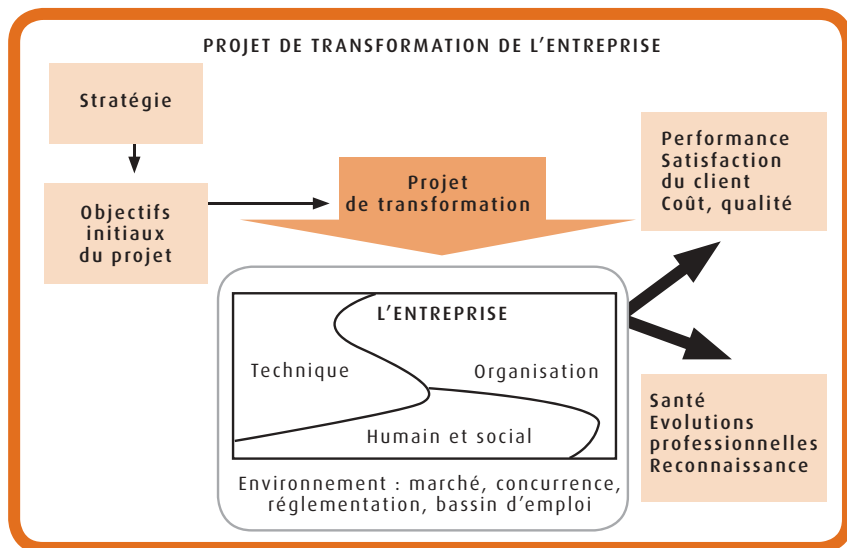 PROJET DE TRANSFORMATION DE L'ENTREPRISE
Stratégie
Objectifs
initiaux
du projet
Projet
de transformation
Performance
Satisfaction
du client
Coût, qualité
L'ENTREPRISE
Technique
Organisation
Humain et social
Environnement : marché, concurrence,
réglementation, bassin d'emploi
Santé
Evolutions
professionnelles
Reconnaissance